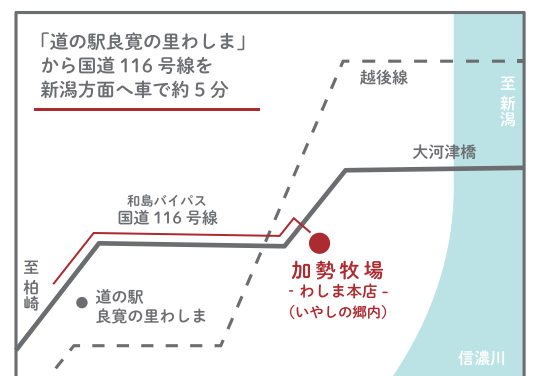 「道の駅良寛の里わしま」
から国道116号線を
新潟方面へ車で約5分
越後線
至新潟
大河津橋
和島バイパス
国道116号線
加勢牧場
- わしま本店 -
（いやしの郷内）
至柏崎
道の駅
良寛の里わしま
信濃川